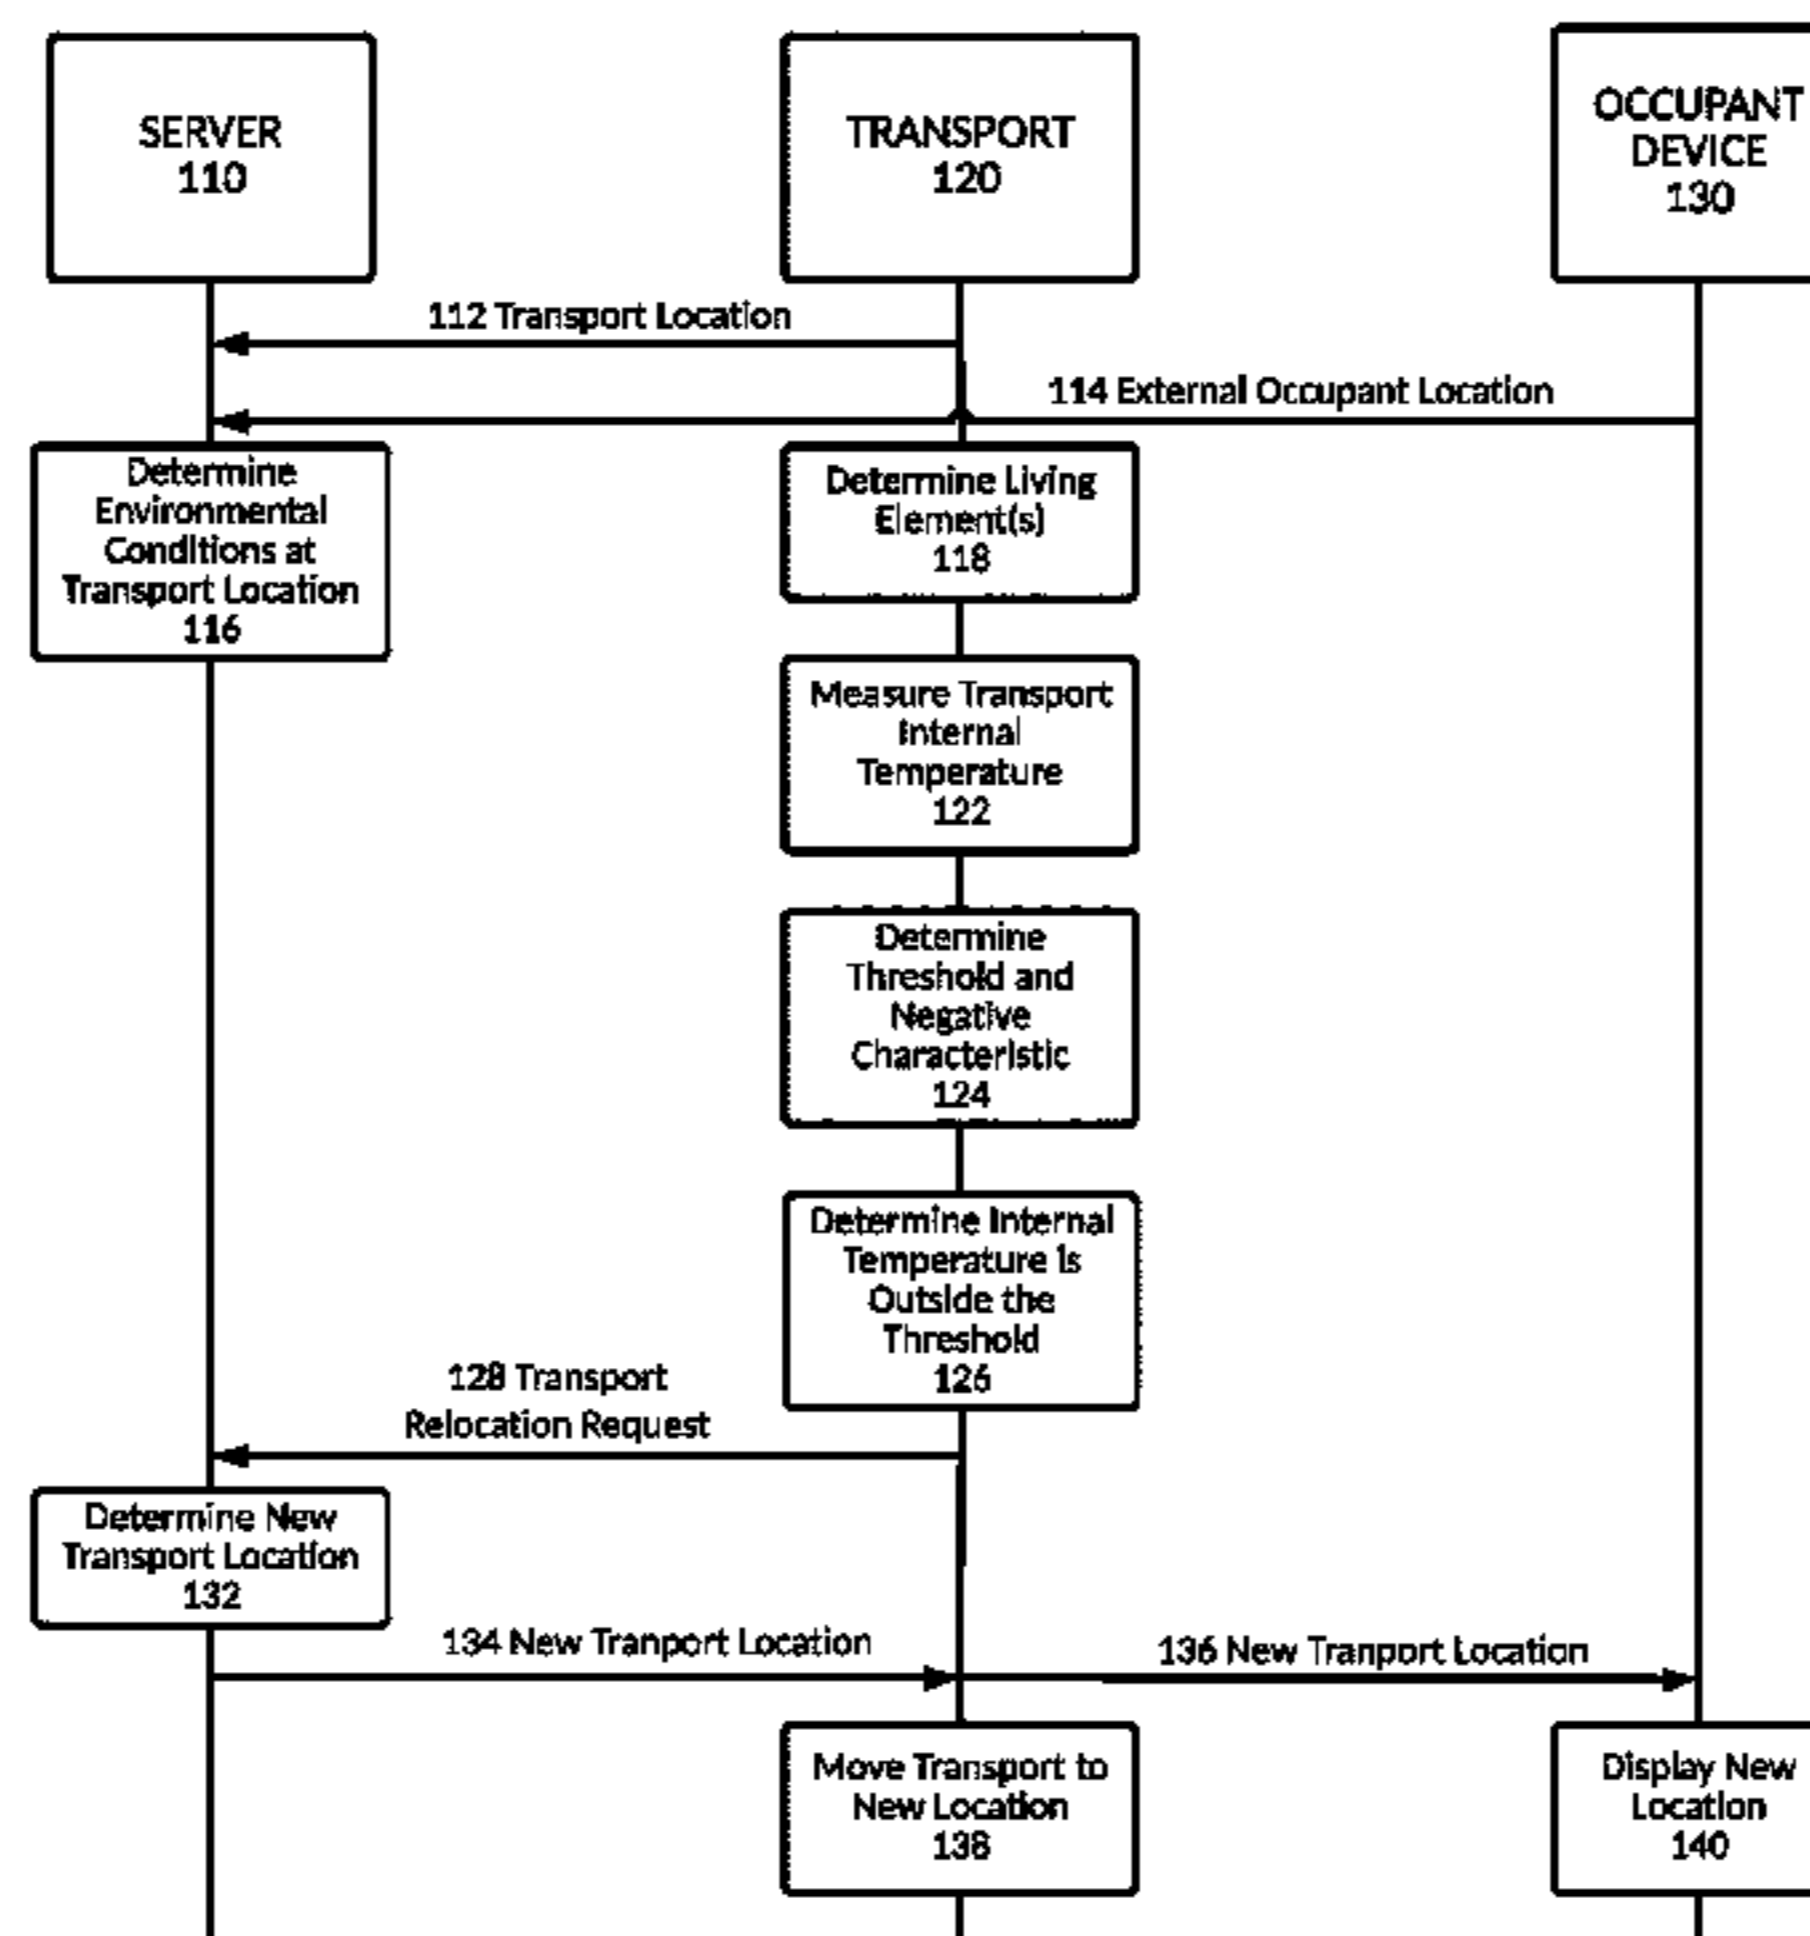 SERVER
110
TRANSPORT
120
OCCUPANT
DEVICE
130
112 Transport Location
114 External Occupant Location
Determine
Environmental
Conditions at
Transport Location
116
Determine Living
Element(s)
118
Measure Transport
Internal
Temperature
122
Determine
Threshold and
Negative
Characteristic
124
Determine Internal
Temperature is
Outside the
Threshold
126
128 Transport
Relocation Request
Determine New
Transport Location
132
134 New Tranport Location
136 New Tranport Location
Move Transport to
New Location
138
Display New
Location
140